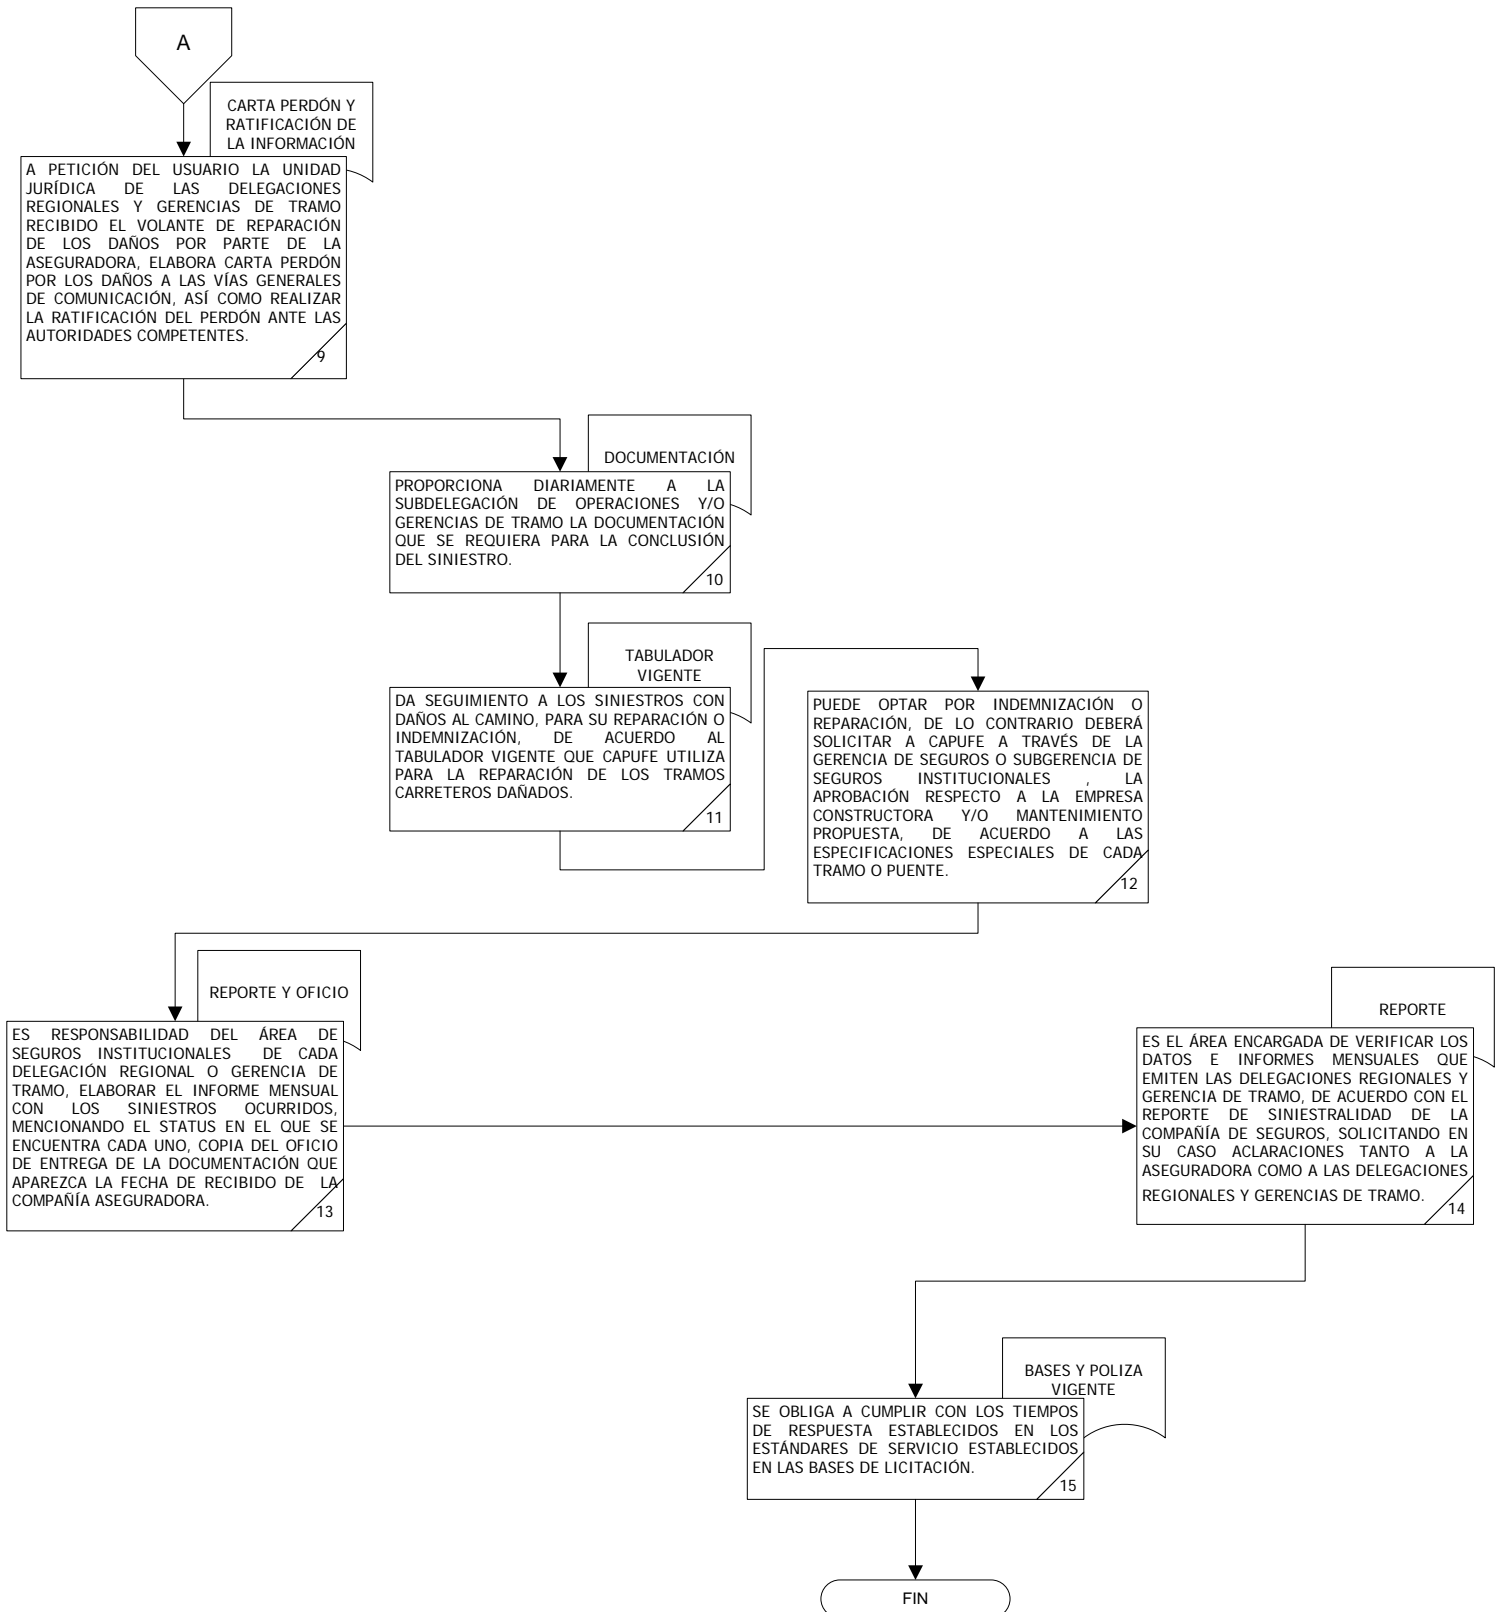 A
CARTA PERDÓN Y
RATIFICACIÓN DE
LA INFORMACIÓN
A PETICIÓN DEL USUARIO LA UNIDAD
JURÍDICA DE LAS DELEGACIONES
REGIONALES Y GERENCIAS DE TRAMO
RECIBIDO EL VOLANTE DE REPARACIÓN
DE LOS DAÑOS POR PARTE DE LA
ASEGURADORA, ELABORA CARTA PERDÓN
POR LOS DAÑOS A LAS VÍAS GENERALES
DE COMUNICACIÓN, ASÍ COMO REALIZAR
LA RATIFICACIÓN DEL PERDÓN ANTE LAS
AUTORIDADES COMPETENTES.
9
DOCUMENTACIÓN
PROPORCIONA DIARIAMENTE A LA
SUBDELEGACIÓN DE OPERACIONES Y/O
GERENCIAS DE TRAMO LA DOCUMENTACIÓN
QUE SE REQUIERA PARA LA CONCLUSIÓN
DEL SINIESTRO.
10
TABULADOR
VIGENTE
DA SEGUIMIENTO A LOS SINIESTROS CON
DAÑOS AL CAMINO, PARA SU REPARACIÓN O
INDEMNIZACIÓN, DE ACUERDO AL
TABULADOR VIGENTE QUE CAPUFE UTILIZA
PARA LA REPARACIÓN DE LOS TRAMOS
CARRETEROS DAÑADOS.
11
PUEDE OPTAR POR INDEMNIZACIÓN O
REPARACIÓN, DE LO CONTRARIO DEBERÁ
SOLICITAR A CAPUFE A TRAVÉS DE LA
GERENCIA DE SEGUROS O SUBGERENCIA DE
SEGUROS INSTITUCIONALES , LA
APROBACIÓN RESPECTO A LA EMPRESA
CONSTRUCTORA Y/O MANTENIMIENTO
PROPUESTA, DE ACUERDO A LAS
ESPECIFICACIONES ESPECIALES DE CADA
TRAMO O PUENTE.
12
REPORTE Y OFICIO
ES RESPONSABILIDAD DEL ÁREA DE
SEGUROS INSTITUCIONALES DE CADA
DELEGACIÓN REGIONAL O GERENCIA DE
TRAMO, ELABORAR EL INFORME MENSUAL
CON LOS SINIESTROS OCURRIDOS,
MENCIONANDO EL STATUS EN EL QUE SE
ENCUENTRA CADA UNO, COPIA DEL OFICIO
DE ENTREGA DE LA DOCUMENTACIÓN QUE
APAREZCA LA FECHA DE RECIBIDO DE LA
COMPAÑÍA ASEGURADORA.
13
REPORTE
ES EL ÁREA ENCARGADA DE VERIFICAR LOS
DATOS E INFORMES MENSUALES QUE
EMITEN LAS DELEGACIONES REGIONALES Y
GERENCIA DE TRAMO, DE ACUERDO CON EL
REPORTE DE SINIESTRALIDAD DE LA
COMPAÑÍA DE SEGUROS, SOLICITANDO EN
SU CASO ACLARACIONES TANTO A LA
ASEGURADORA COMO A LAS DELEGACIONES
REGIONALES Y GERENCIAS DE TRAMO.
14
BASES Y POLIZA
VIGENTE
SE OBLIGA A CUMPLIR CON LOS TIEMPOS
DE RESPUESTA ESTABLECIDOS EN LOS
ESTÁNDARES DE SERVICIO ESTABLECIDOS
EN LAS BASES DE LICITACIÓN.
15
FIN